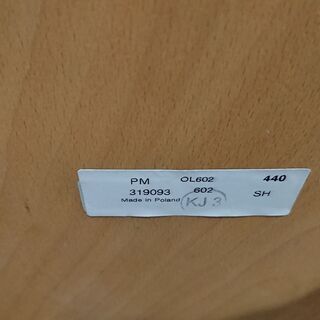 PM OL602 440
319093 602 SH
Made in Poland KJ 3